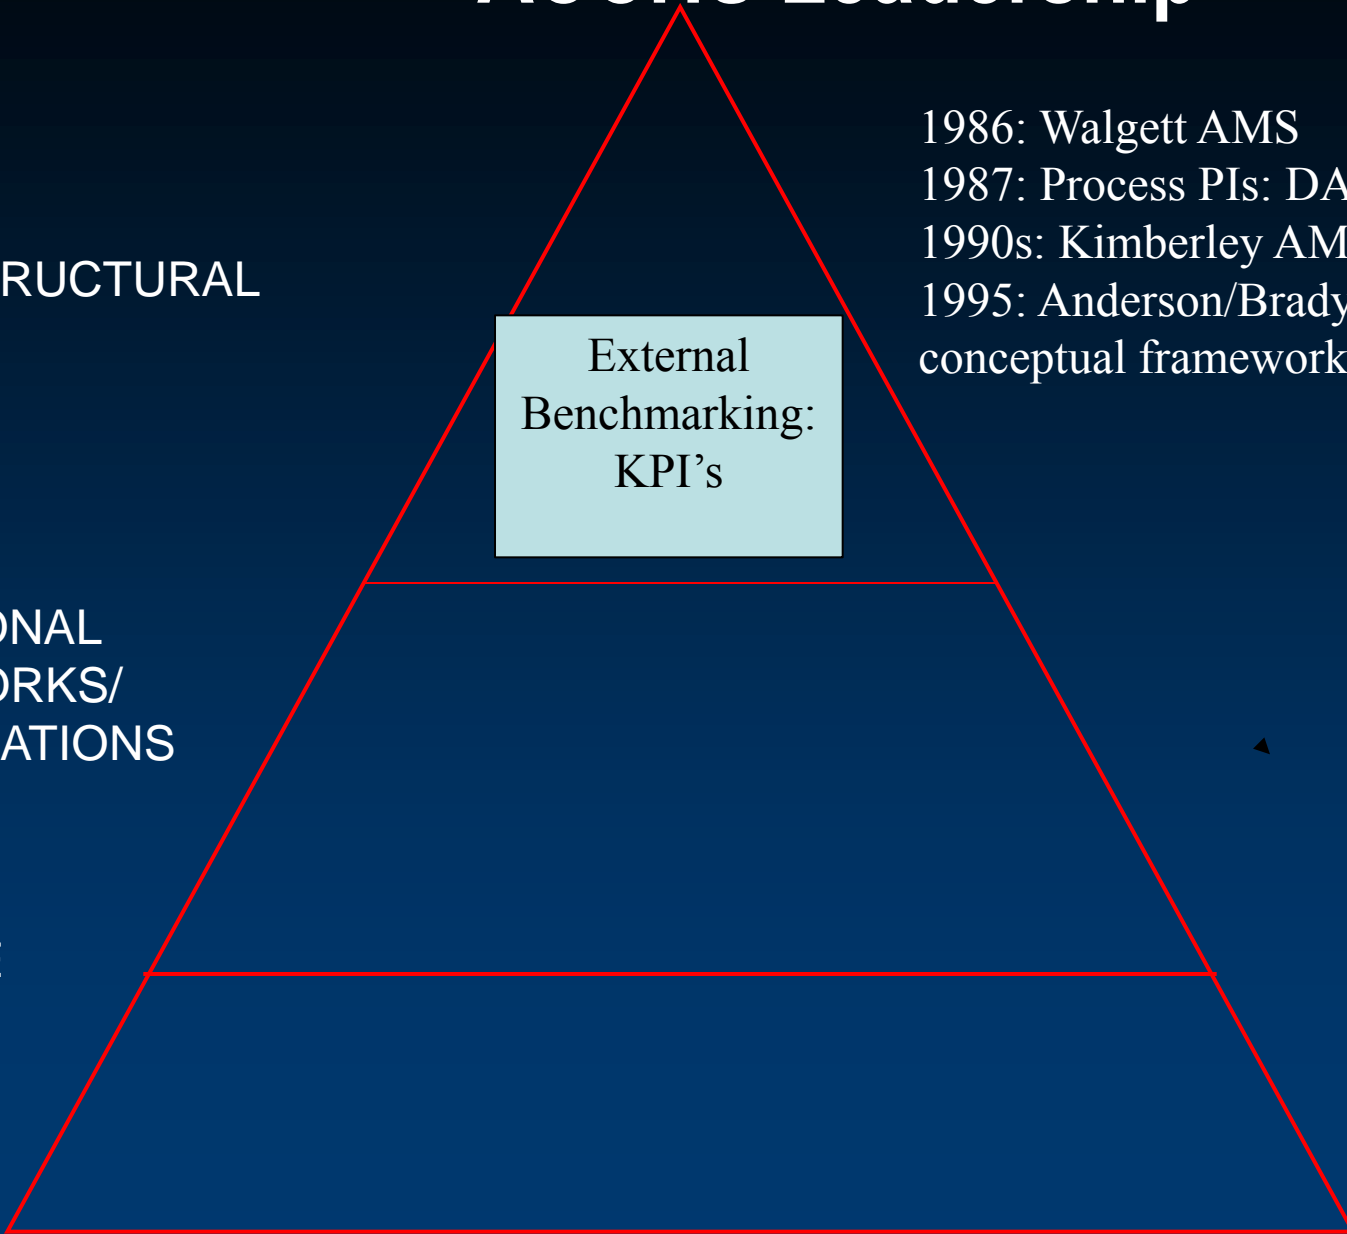 Leadership
1986: Walgett AMS
1987: Process PIs: DA
1990s: Kimberley AM
1995: Anderson/Brady
conceptual framework
RUCTURAL
External
Benchmarking:
KPI’s
ONAL
ORKS/
ATIONS